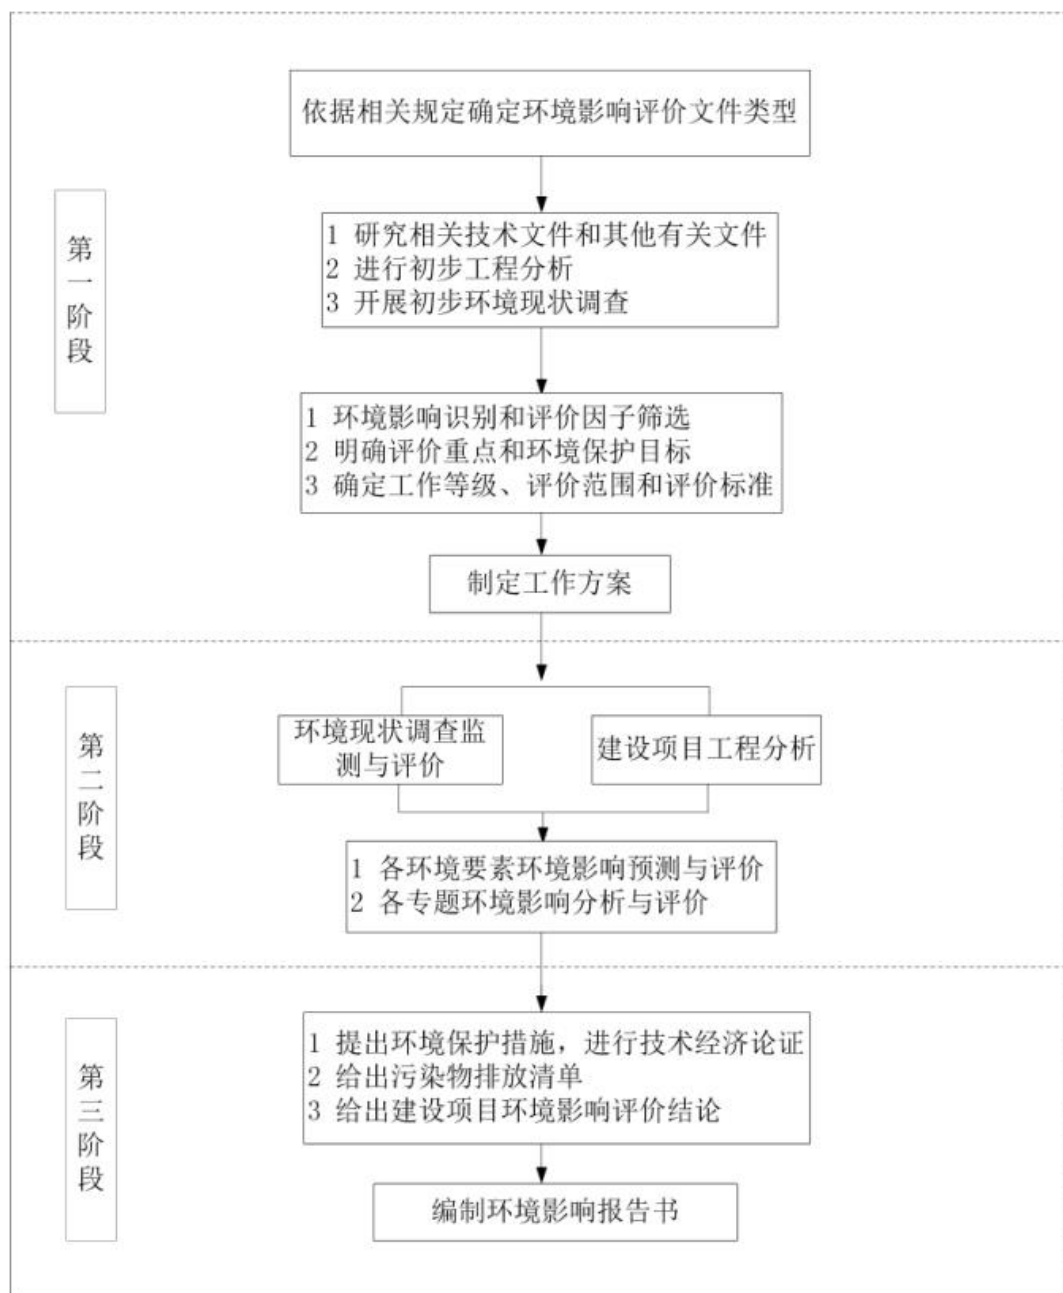 依据相关规定确定环境影响评价文件类型
第一阶段
1 研究相关技术文件和其他有关文件
2 进行初步工程分析
3 开展初步环境现状调查
1 环境影响识别和评价因子筛选
2 明确评价重点和环境保护目标
3 确定工作等级、评价范围和评价标准
制定工作方案
第二阶段
环境现状调查监
测与评价
建设项目工程分析
1 各环境要素环境影响预测与评价
2 各专题环境影响分析与评价
第三阶段
1 提出环境保护措施，进行技术经济论证
2 给出污染物排放清单
3 给出建设项目环境影响评价结论
编制环境影响报告书